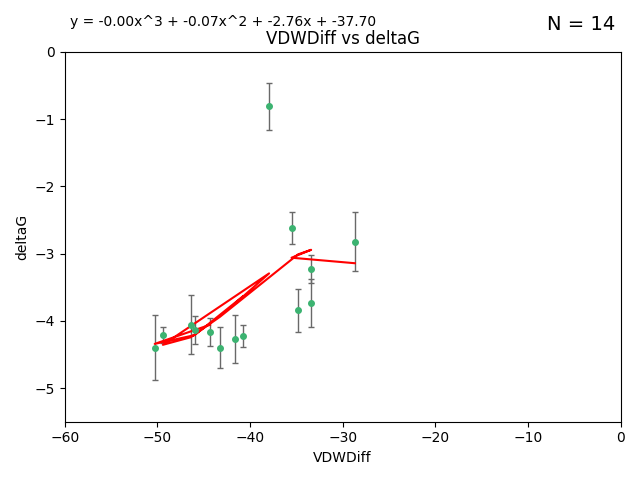 y = -0.00x^3 + -0.07x^2 + -2.76x + -37.70
N = 14
VDWDiff vs deltaG
0
−1
−2
−3
−4
−5
deltaG
−60
−50
−40
−30
−20
−10
0
VDWDiff